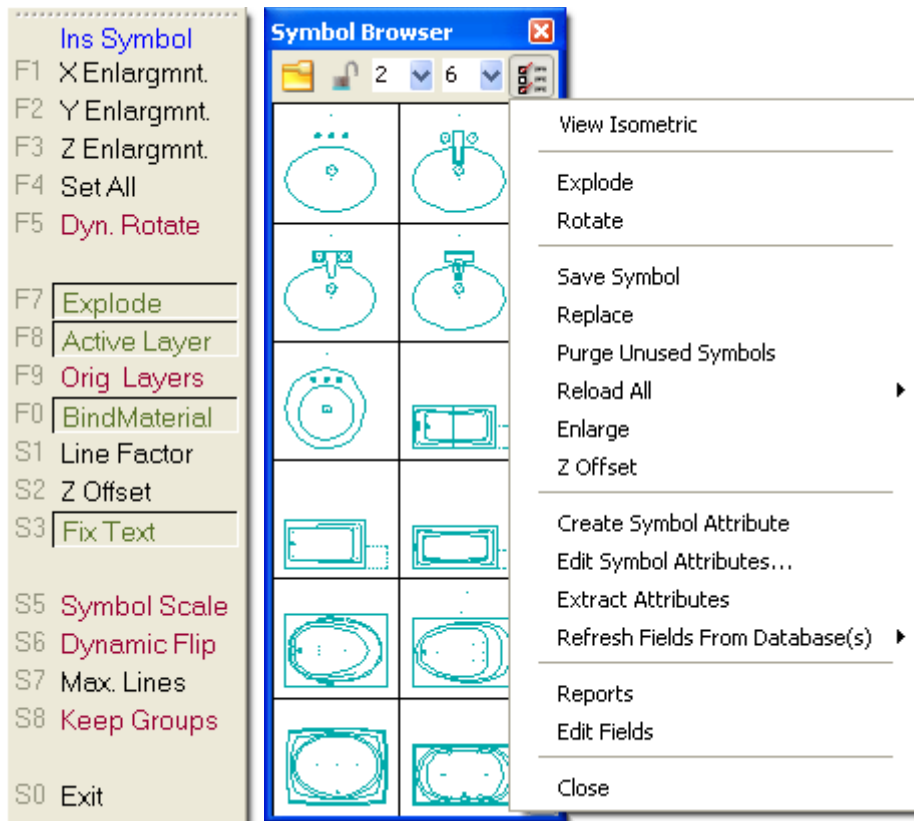 Ins Symbol
F1 X Enlargmnt.
F2 Y Enlargmnt.
F3 Z Enlargmnt.
F4 Set All
F5 Dyn. Rotate
F7 Explode
F8 Active Layer
F9 Orig Layers
F0 BindMaterial
S1 Line Factor
S2 Z Offset
S3 Fix Text
S5 Symbol Scale
S6 Dynamic Flip
S7 Max. Lines
S8 Keep Groups
S0 Exit
Symbol Browser
2 6
View Isometric
Explode
Rotate
Save Symbol
Replace
Purge Unused Symbols
Reload All
Enlarge
Z Offset
Create Symbol Attribute
Edit Symbol Attributes...
Extract Attributes
Refresh Fields From Database(s)
Reports
Edit Fields
Close